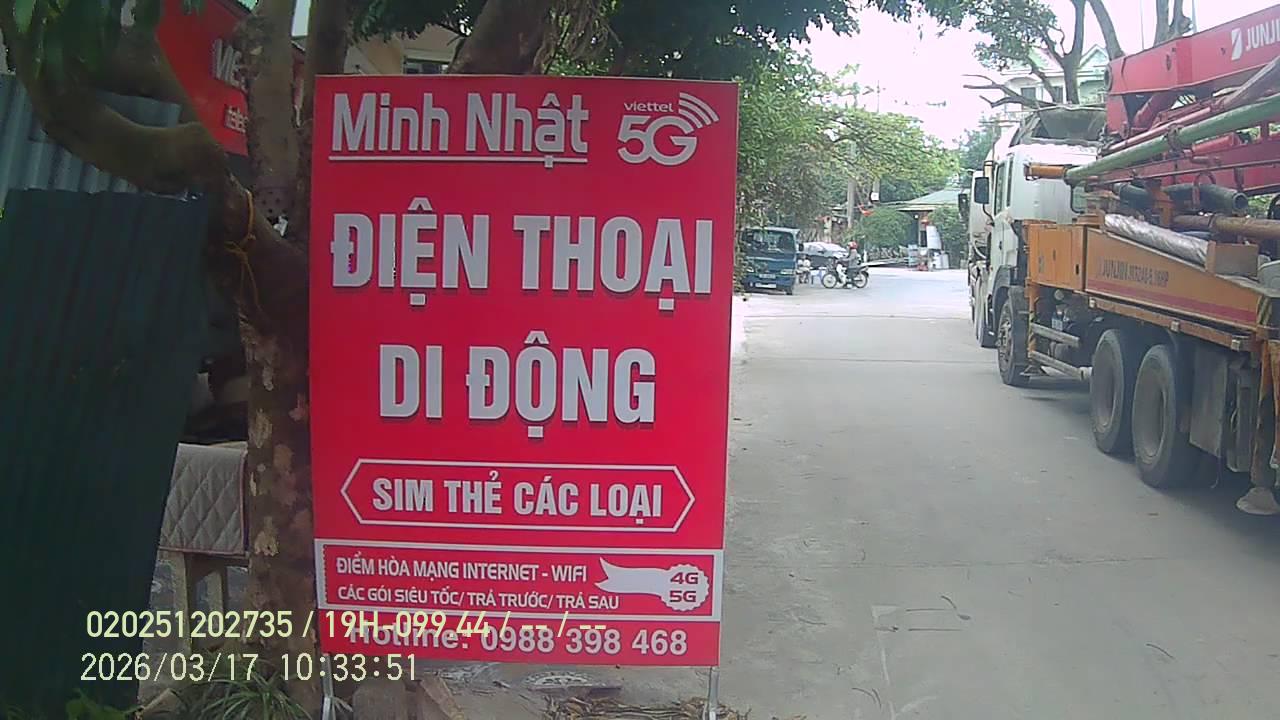 Minh Nhật
viettel
5G
ĐIỆN THOẠI
DI ĐỘNG
SIM THẺ CÁC LOẠI
ĐIỂM HÒA MẠNG INTERNET - WIFI
CÁC GÓI SIÊU TỐC/ TRẢ TRƯỚC/ TRẢ SAU
4G
5G
Hotline: 0988 398 468
JUNJIN
020251202735 / 19H-099.44 / -- / --
2026/03/17 10:33:51